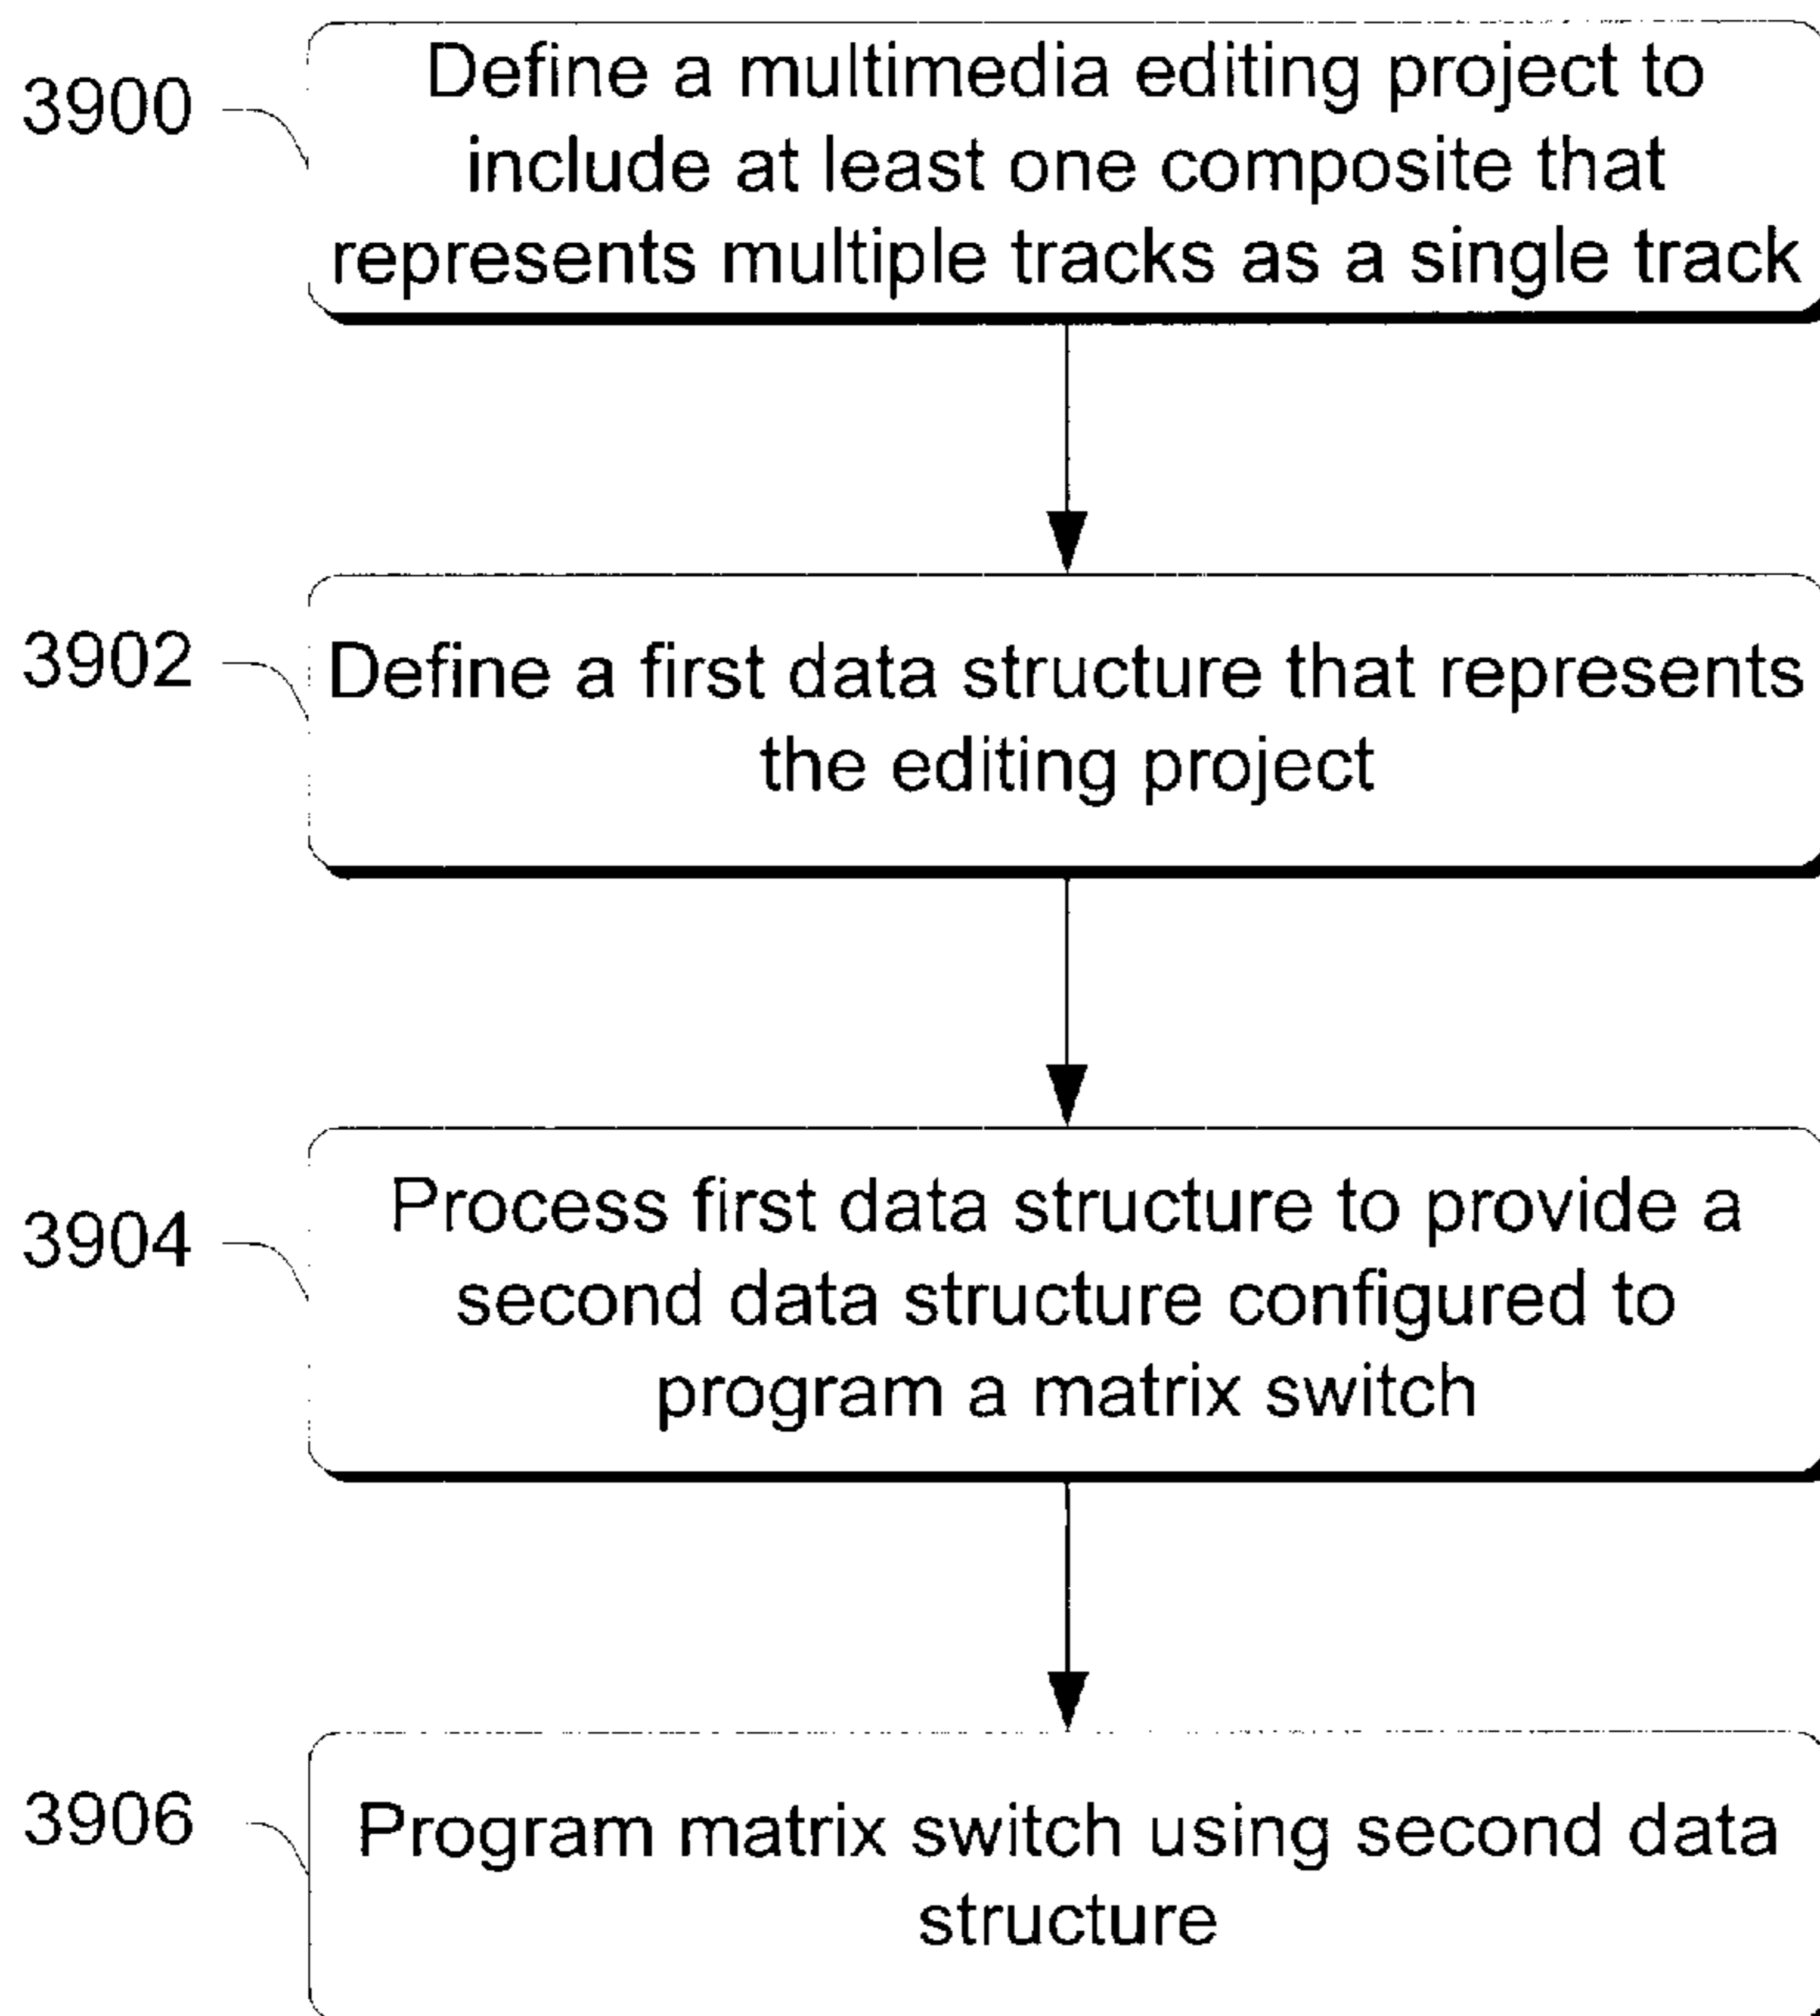 3900
Define a multimedia editing project to
include at least one composite that
represents multiple tracks as a single track
3902
Define a first data structure that represents
the editing project
3904
Process first data structure to provide a
second data structure configured to
program a matrix switch
3906
Program matrix switch using second data
structure